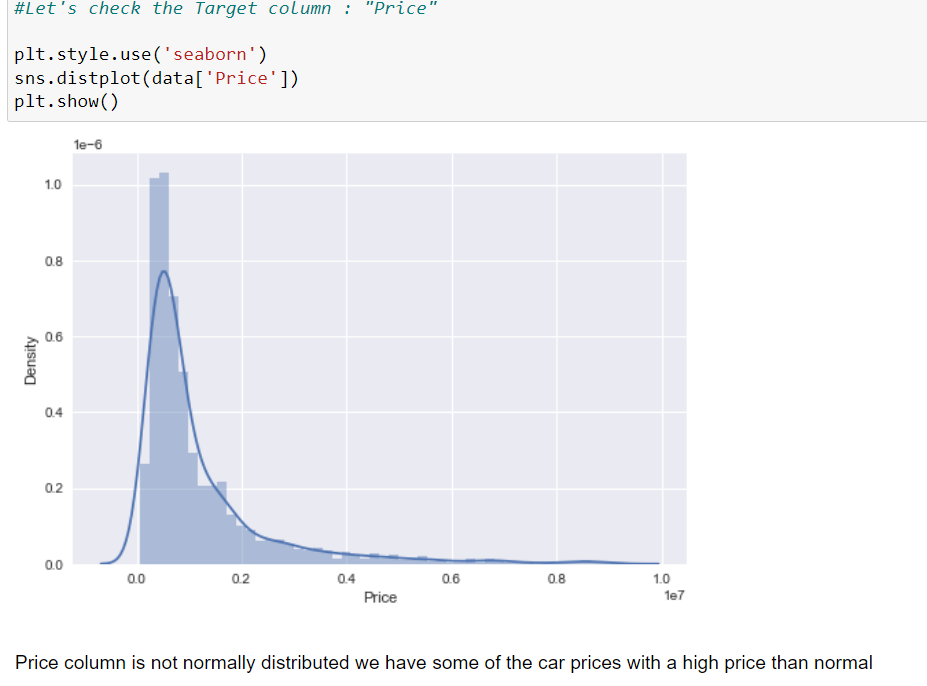 #Let's check the Target column : "Price"
plt.style.use('seaborn')
sns.distplot(data['Price'])
plt.show()
1e−6
1.0
0.8
0.6
0.4
0.2
0.0
Density
0.0 0.2 0.4 0.6 0.8 1.0
Price
1e7
Price column is not normally distributed we have some of the car prices with a high price than normal